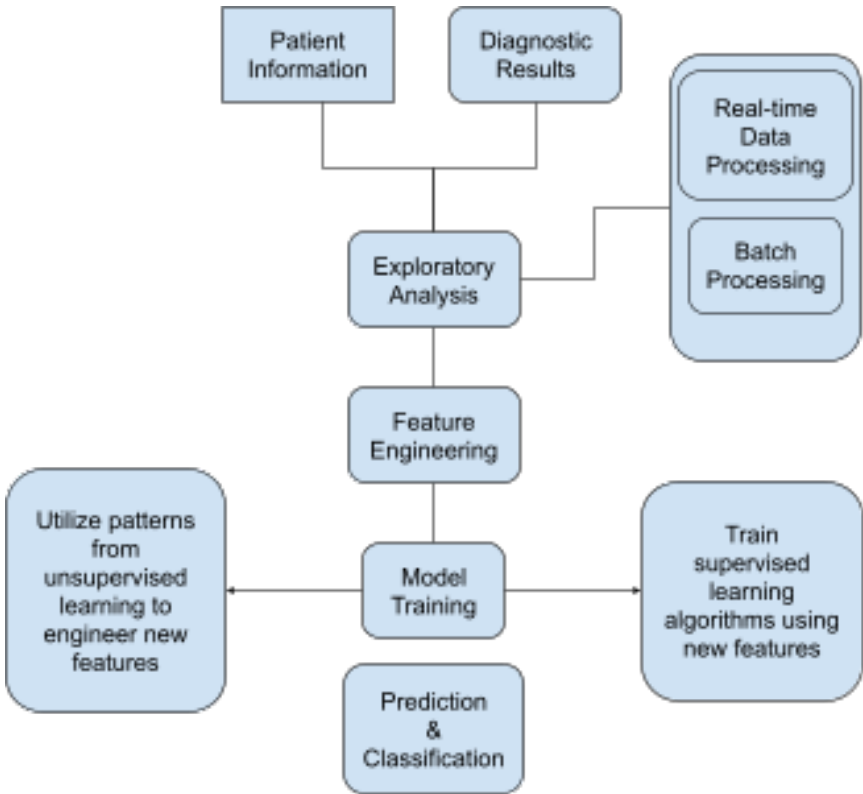 Patient
Information
Diagnostic
Results
Real-time
Data
Processing
Batch
Processing
Exploratory
Analysis
Feature
Engineering
Utilize patterns
from
unsupervised
learning to
engineer new
features
Model
Training
Train
supervised
learning
algorithms using
new features
Prediction
&
Classification